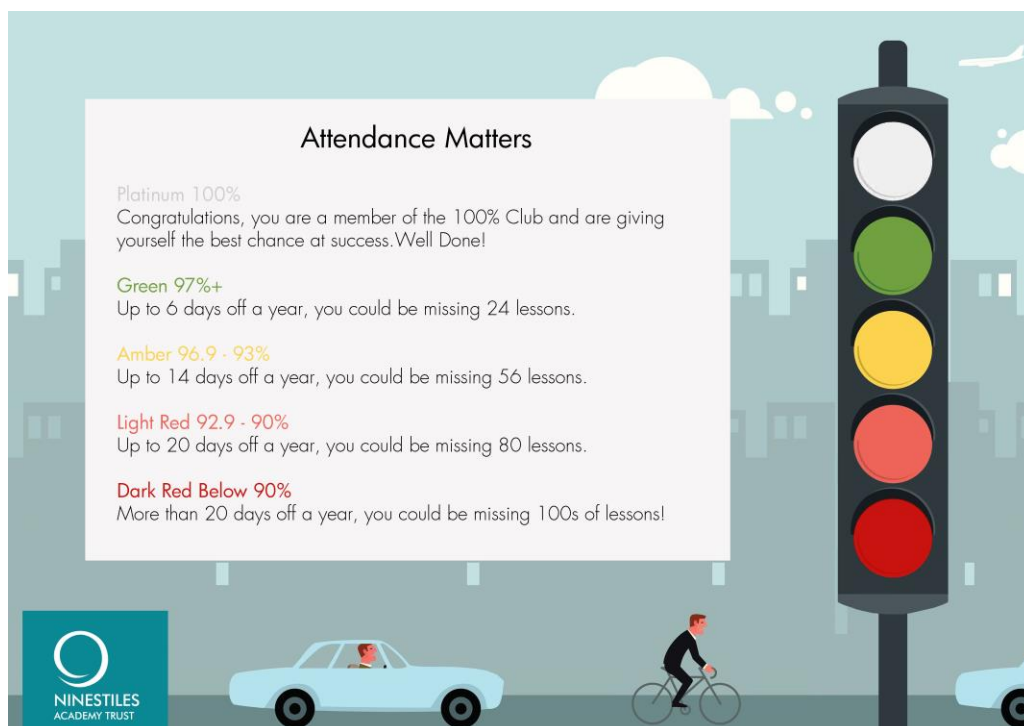 Attendance Matters
Platinum 100%
Congratulations, you are a member of the 100% Club and are giving
yourself the best chance at success.Well Done!
Green 97%+
Up to 6 days off a year, you could be missing 24 lessons.
Amber 96.9 - 93%
Up to 14 days off a year, you could be missing 56 lessons.
Light Red 92.9 - 90%
Up to 20 days off a year, you could be missing 80 lessons.
Dark Red Below 90%
More than 20 days off a year, you could be missing 100s of lessons!
NINESTILES
ACADEMY TRUST